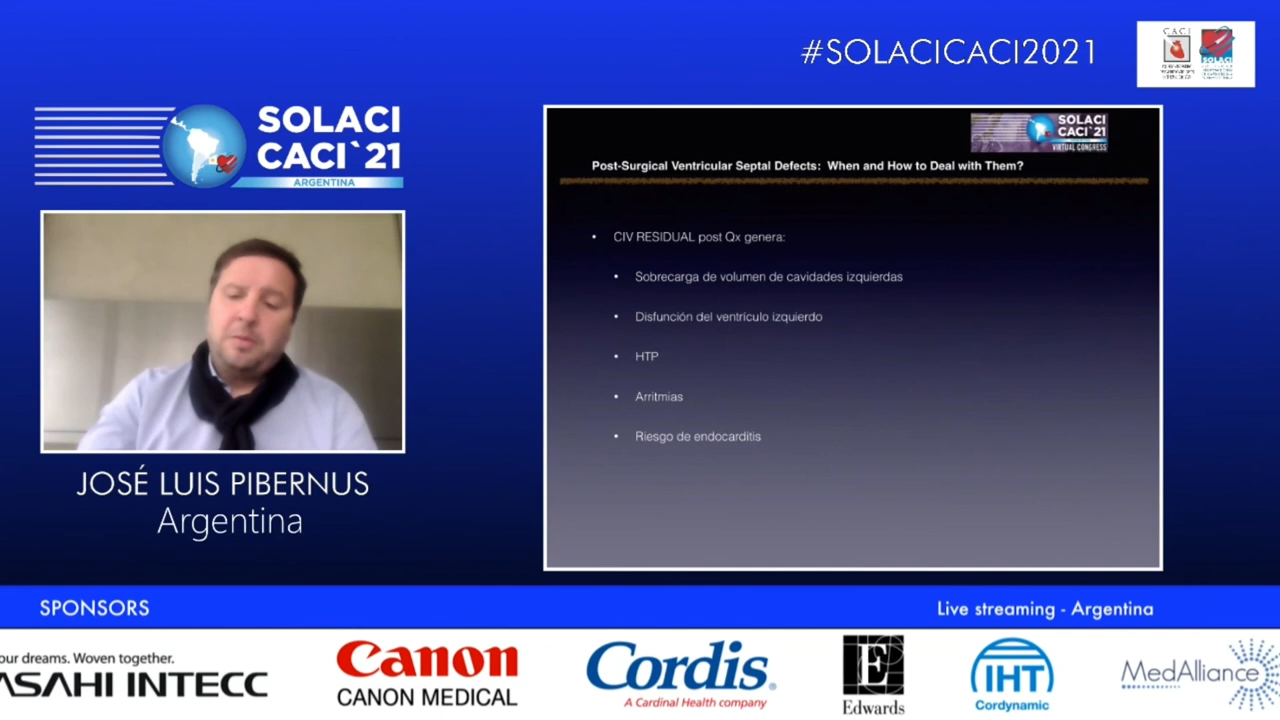 #SOLACICACI2021
CACI
SOLACI
SOLACI
CACI`21
ARGENTINA
SOLACI
CACI`21
VIRTUAL CONGRESS
Post-Surgical Ventricular Septal Defects: When and How to Deal with Them?
• CIV RESIDUAL post Qx genera:
• Sobrecarga de volumen de cavidades izquierdas
• Disfunción del ventrículo izquierdo
• HTP
• Arritmias
• Riesgo de endocarditis
JOSÉ LUIS PIBERNUS
Argentina
SPONSORS
Live streaming - Argentina
our dreams. Woven together.
ASAHI INTECC
Canon
CANON MEDICAL
Cordis®
A Cardinal Health company
E
Edwards
IHT
Cordynamic
MedAlliance